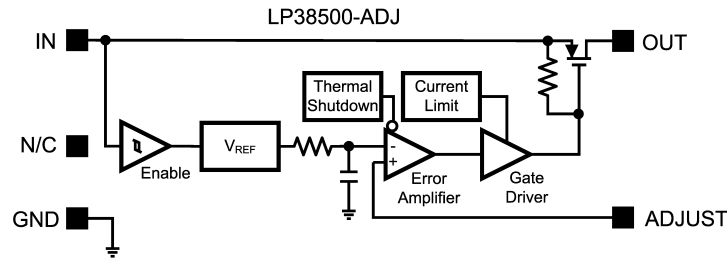 LP38500-ADJ
IN
OUT
Thermal
Shutdown
Current
Limit
N/C
Enable
VREF
-
+
Error
Amplifier
Gate
Driver
GND
ADJUST